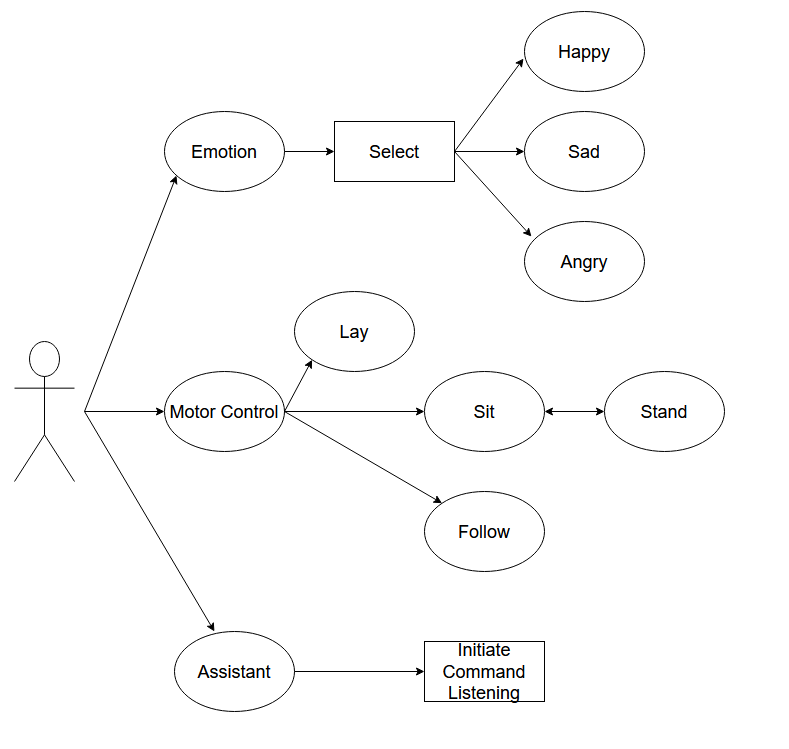 Happy
Emotion
Select
Sad
Angry
Lay
Motor Control
Sit
Stand
Follow
Assistant
Initiate
Command
Listening